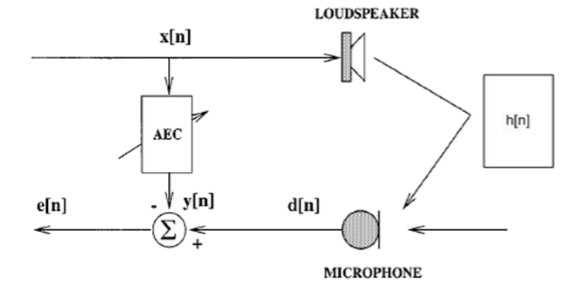 LOUDSPEAKER
x[n]
h[n]
AEC
e[n]
- y[n]
d[n]
Σ
+
MICROPHONE